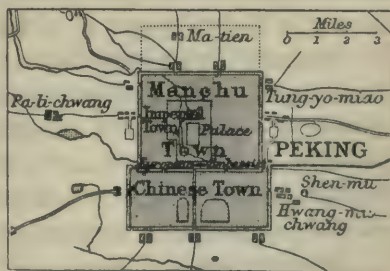 Miles
0 1 2 3
Ma-tien
Manchu
Pa-li-chwang
Tung-yo-miao
Imperial
Town
Palace
Town
PEKING
Chinese Town
Shen-mu
Hwang-mu
chwang